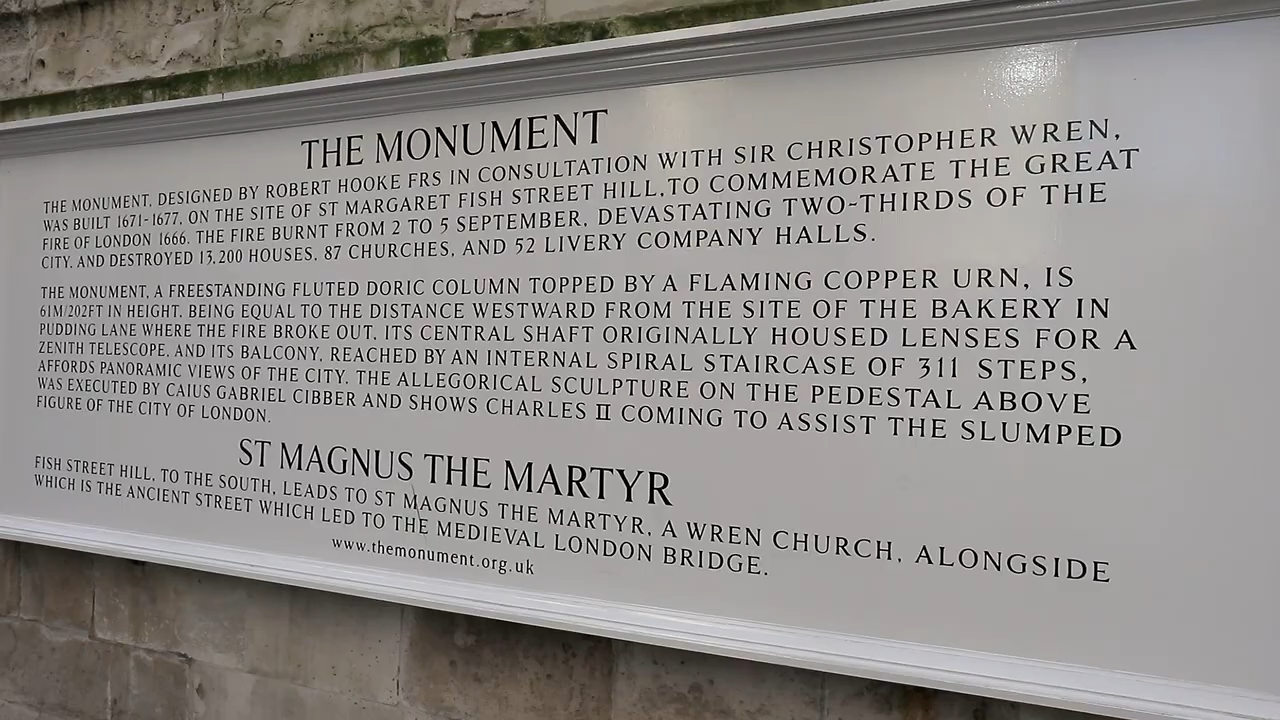 THE MONUMENT
THE MONUMENT, DESIGNED BY ROBERT HOOKE FRS IN CONSULTATION WITH SIR CHRISTOPHER WREN,
WAS BUILT 1671-1677, ON THE SITE OF ST MARGARET FISH STREET HILL, TO COMMEMORATE THE GREAT
FIRE OF LONDON 1666. THE FIRE BURNT FROM 2 TO 5 SEPTEMBER, DEVASTATING TWO-THIRDS OF THE
CITY, AND DESTROYED 13,200 HOUSES, 87 CHURCHES, AND 52 LIVERY COMPANY HALLS.
THE MONUMENT, A FREESTANDING FLUTED DORIC COLUMN TOPPED BY A FLAMING COPPER URN, IS
61M/202FT IN HEIGHT, BEING EQUAL TO THE DISTANCE WESTWARD FROM THE SITE OF THE BAKERY IN
PUDDING LANE WHERE THE FIRE BROKE OUT. ITS CENTRAL SHAFT ORIGINALLY HOUSED LENSES FOR A
ZENITH TELESCOPE, AND ITS BALCONY, REACHED BY AN INTERNAL SPIRAL STAIRCASE OF 311 STEPS,
AFFORDS PANORAMIC VIEWS OF THE CITY. THE ALLEGORICAL SCULPTURE ON THE PEDESTAL ABOVE
WAS EXECUTED BY CAIUS GABRIEL CIBBER AND SHOWS CHARLES II COMING TO ASSIST THE SLUMPED
FIGURE OF THE CITY OF LONDON.
ST MAGNUS THE MARTYR
FISH STREET HILL, TO THE SOUTH, LEADS TO ST MAGNUS THE MARTYR, A WREN CHURCH, ALONGSIDE
WHICH IS THE ANCIENT STREET WHICH LED TO THE MEDIEVAL LONDON BRIDGE.
www.themonument.org.uk